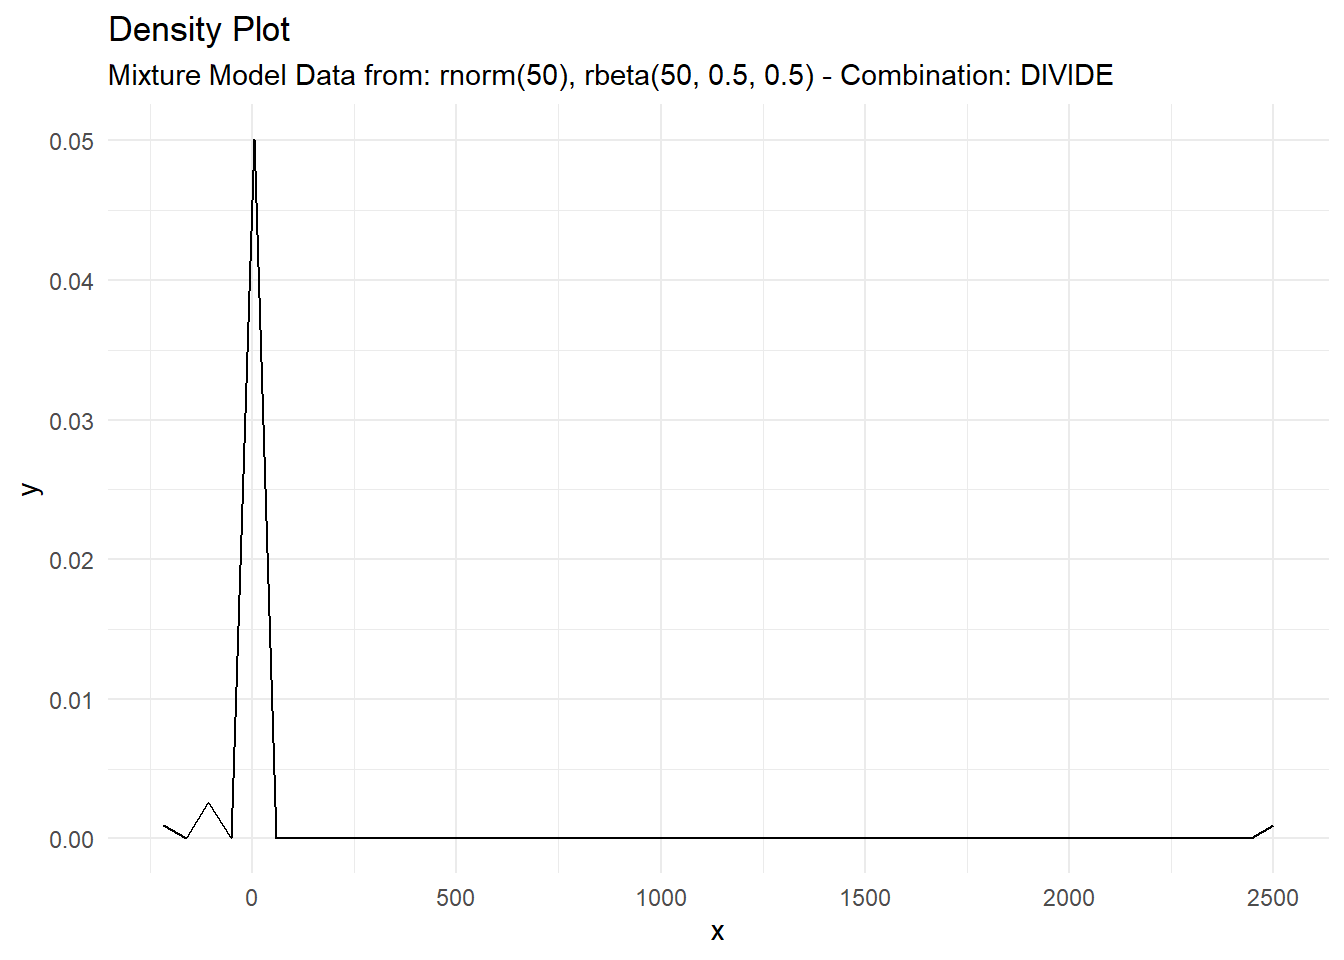 Density Plot
Mixture Model Data from: rnorm(50), rbeta(50, 0.5, 0.5) - Combination: DIVIDE
0.05
0.04
0.03
0.02
0.01
0.00
y
0 500 1000 1500 2000 2500
x